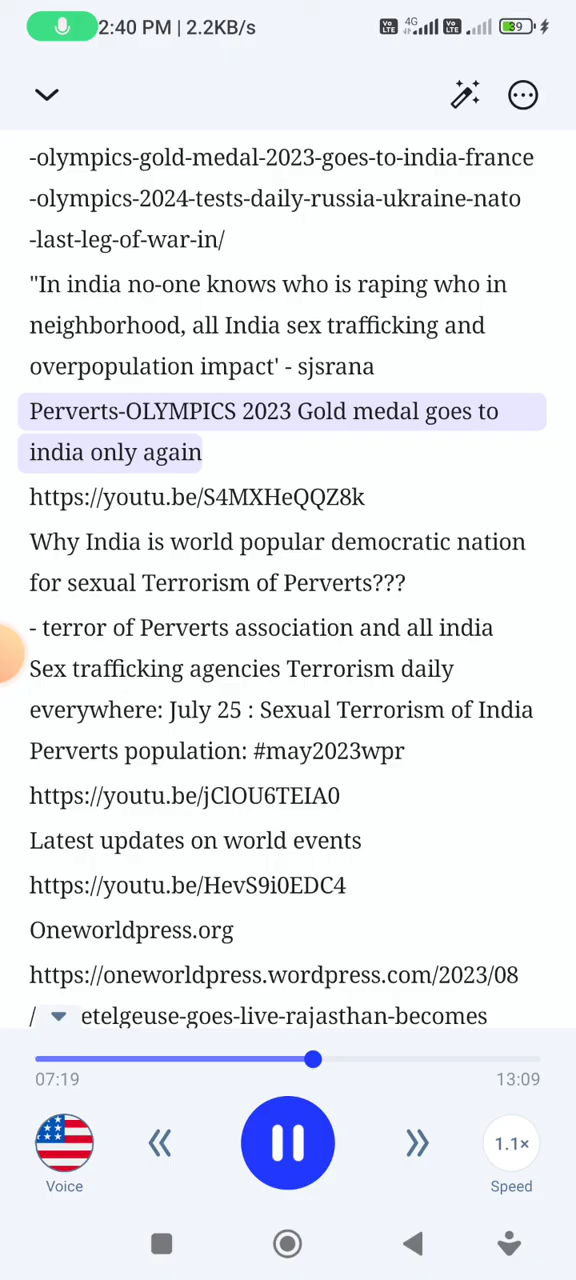 2:40 PM | 2.2KB/s
Vo LTE 4G Vo LTE 39
-olympics-gold-medal-2023-goes-to-india-france
-olympics-2024-tests-daily-russia-ukraine-nato
-last-leg-of-war-in/
"In india no-one knows who is raping who in
neighborhood, all India sex trafficking and
overpopulation impact' - sjsrana
Perverts-OLYMPICS 2023 Gold medal goes to
india only again
https://youtu.be/S4MXHeQQZ8k
Why India is world popular democratic nation
for sexual Terrorism of Perverts???
- terror of Perverts association and all india
Sex trafficking agencies Terrorism daily
everywhere: July 25 : Sexual Terrorism of India
Perverts population: #may2023wpr
https://youtu.be/jClOU6TEIA0
Latest updates on world events
https://youtu.be/HevS9i0EDC4
Oneworldpress.org
https://oneworldpress.wordpress.com/2023/08
/ etelgeuse-goes-live-rajasthan-becomes
07:19 13:09
1.1×
Voice Speed